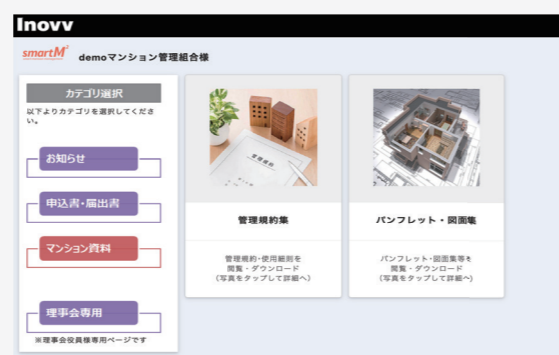 Inovv
smartM²
demoマンション管理組合様
カテゴリ選択
以下よりカテゴリを選択してくださ
い。
お知らせ
申込書・届出書
マンション資料
理事会専用
※理事会役員様専用ページです
管理規約
管理規約集
管理規約・使用細則を
閲覧・ダウンロード
(写真をタップして詳細へ)
パンフレット・図面集
パンフレット・図面集等を
閲覧・ダウンロード
(写真をタップして詳細へ)